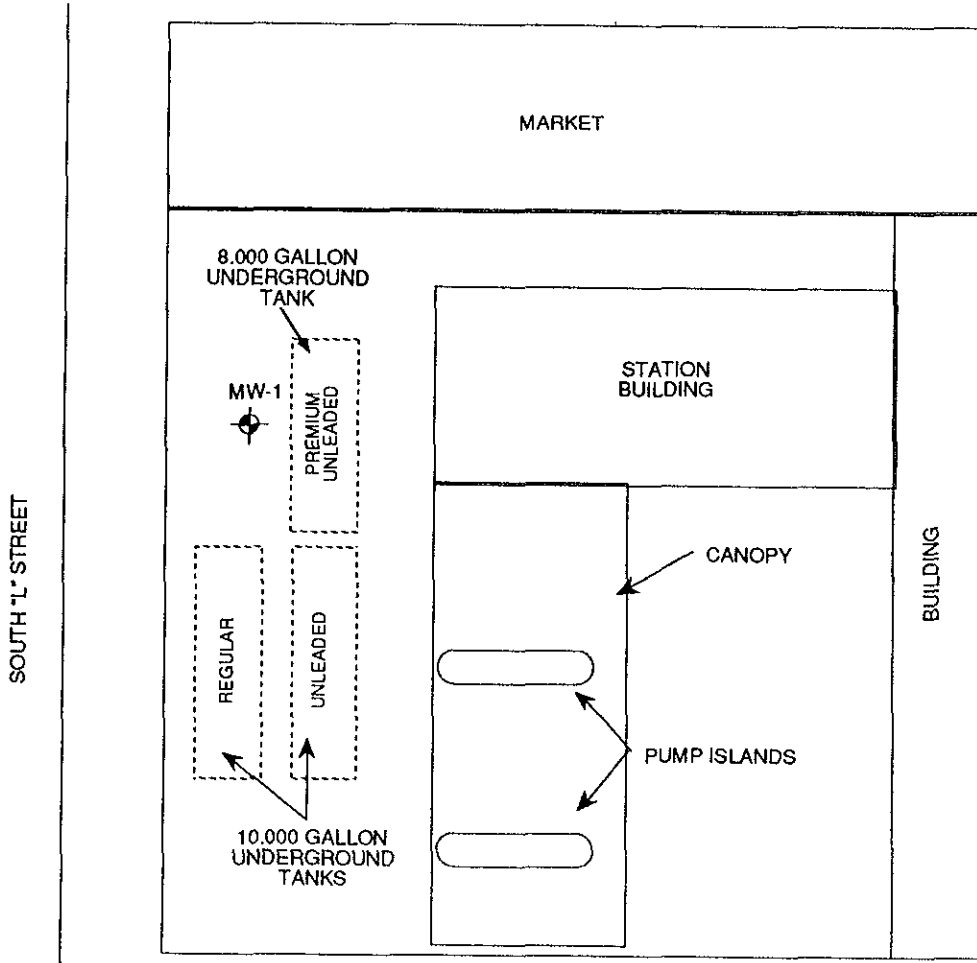 MARKET
8.000 GALLON
UNDERGROUND
TANK
MW-1
PREMIUM
UNLEADED
STATION
BUILDING
SOUTH "L" STREET
CANOPY
BUILDING
REGULAR
UNLEADED
PUMP ISLANDS
10.000 GALLON
UNDERGROUND
TANKS